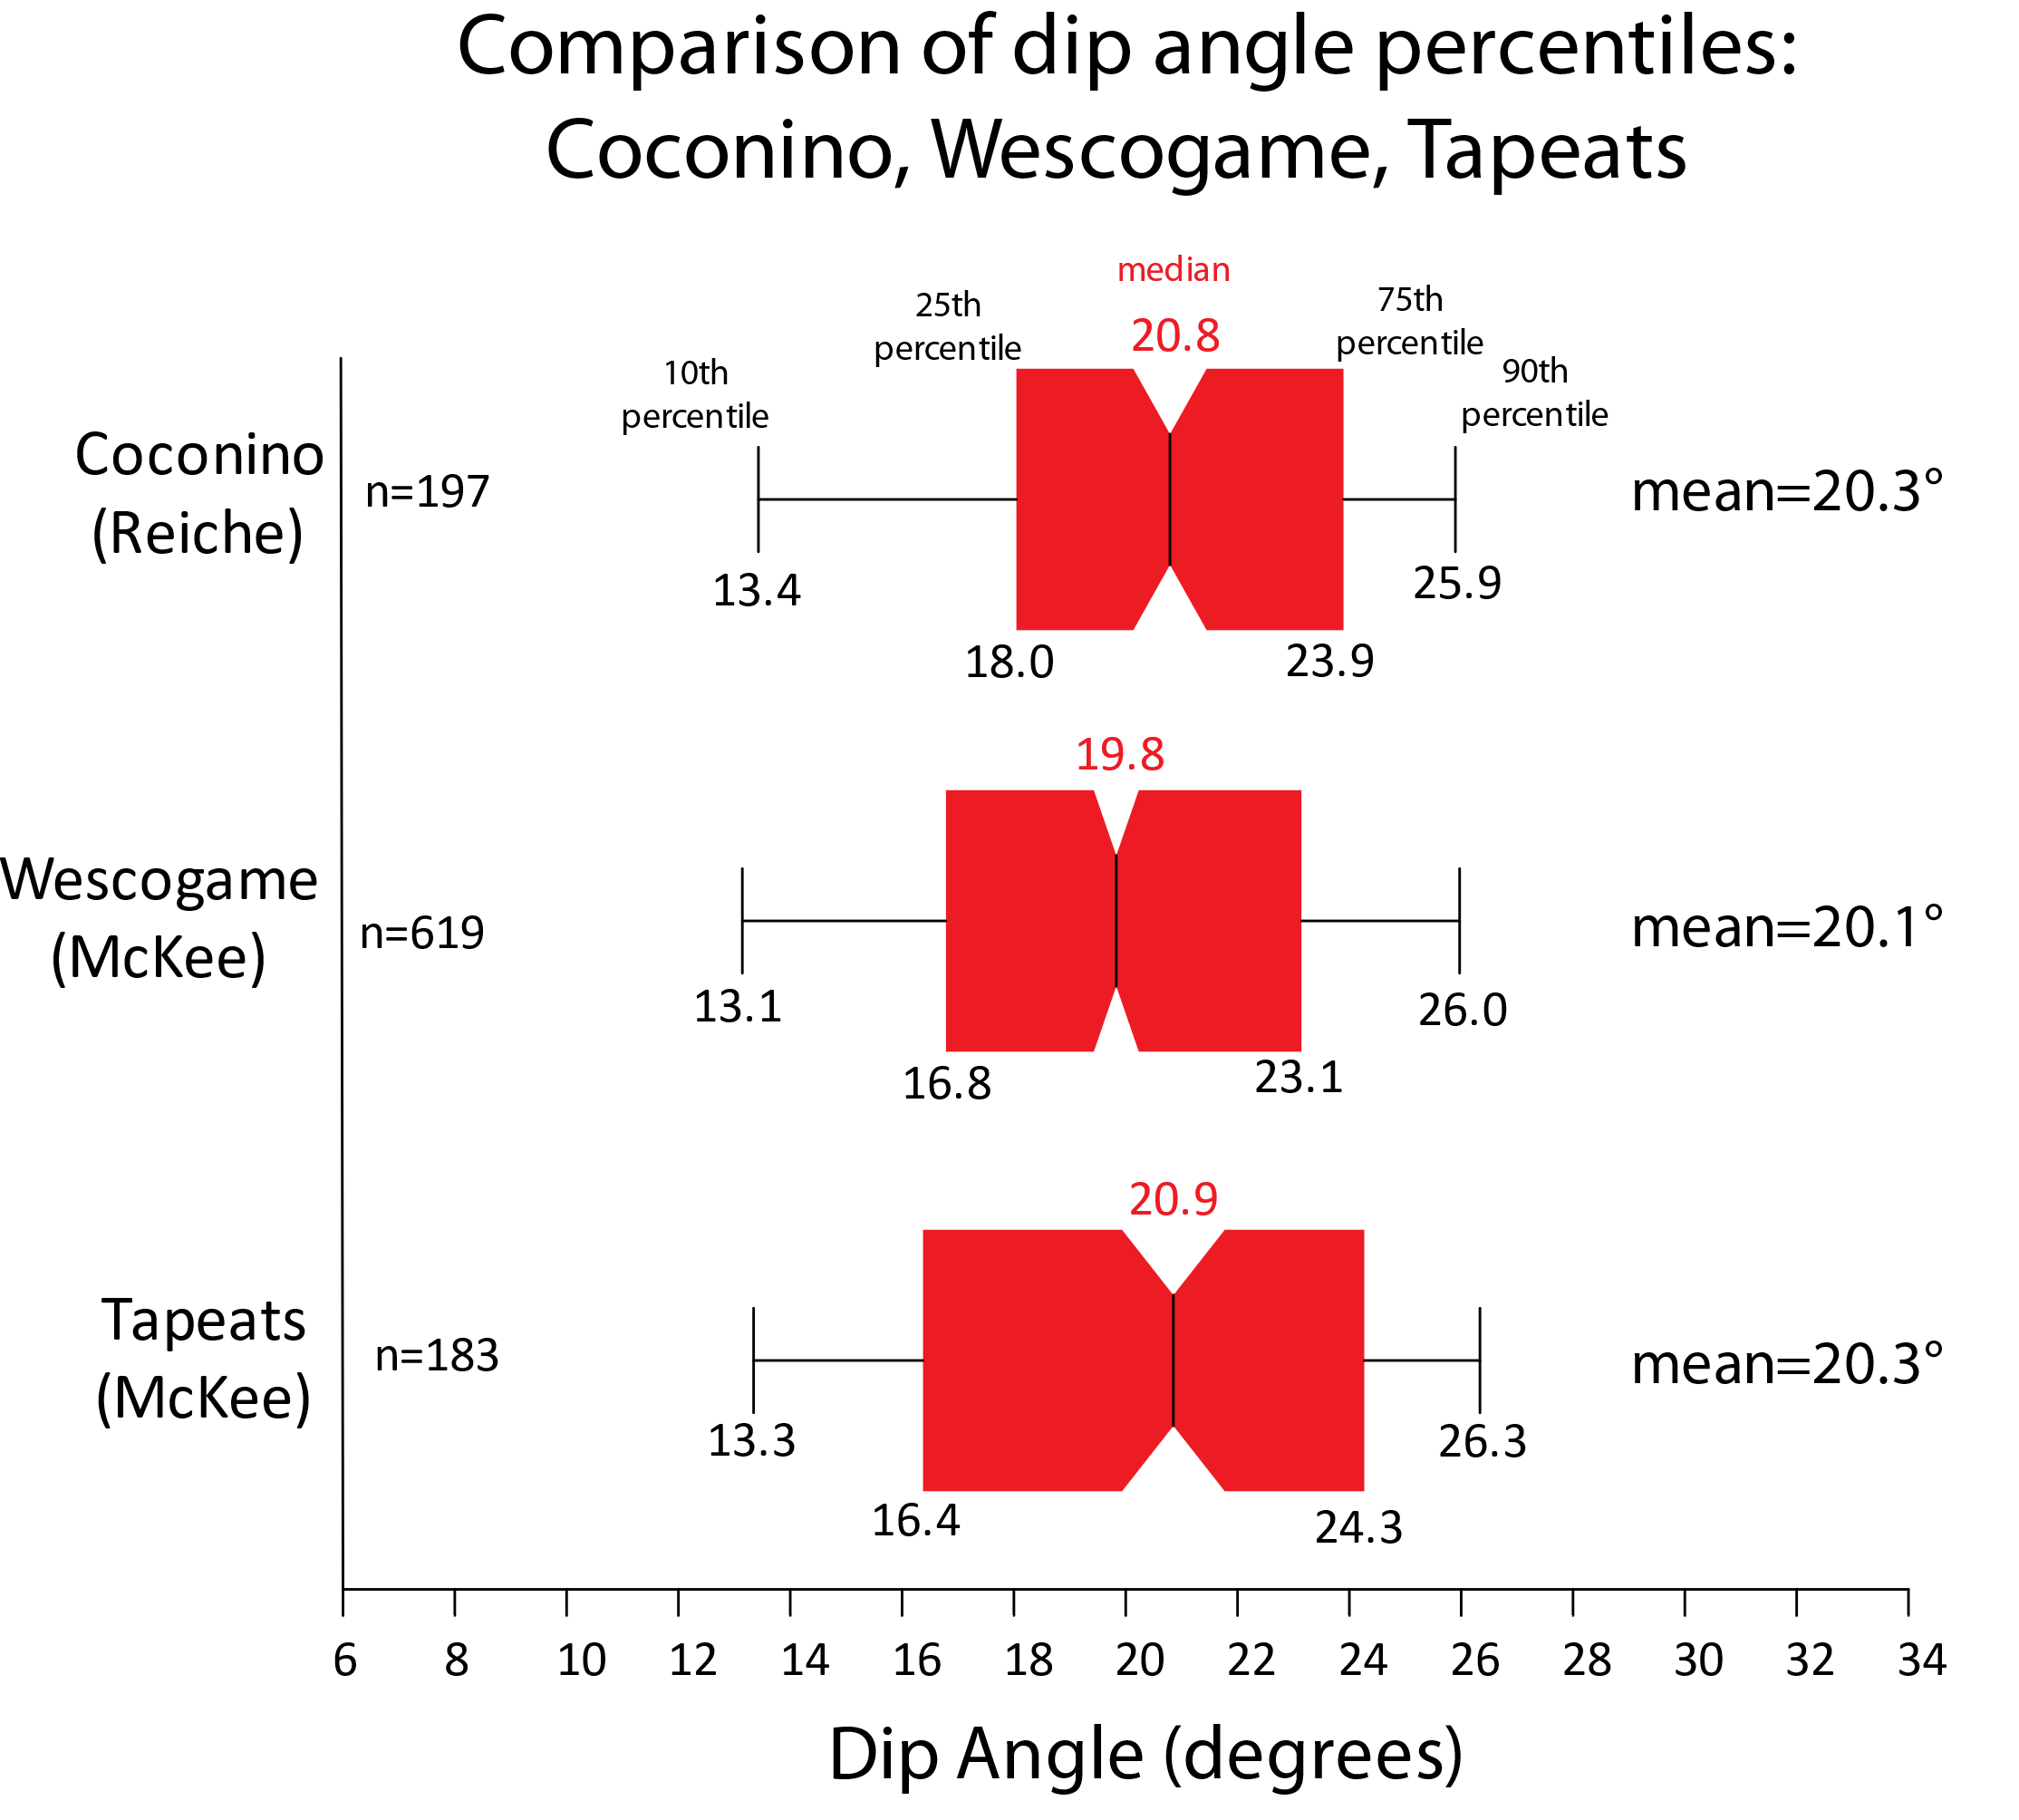 Comparison of dip angle percentiles:
Coconino, Wescogame, Tapeats
median
25th
percentile
75th
percentile
20.8
10th
percentile
90th
percentile
Coconino
(Reiche)
n=197
mean=20.3°
13.4
25.9
18.0
23.9
19.8
Wescogame
(McKee)
n=619
mean=20.1°
13.1
26.0
16.8
23.1
20.9
Tapeats
(McKee)
n=183
mean=20.3°
13.3
26.3
16.4
24.3
6 8 10 12 14 16 18 20 22 24 26 28 30 32 34
Dip Angle (degrees)